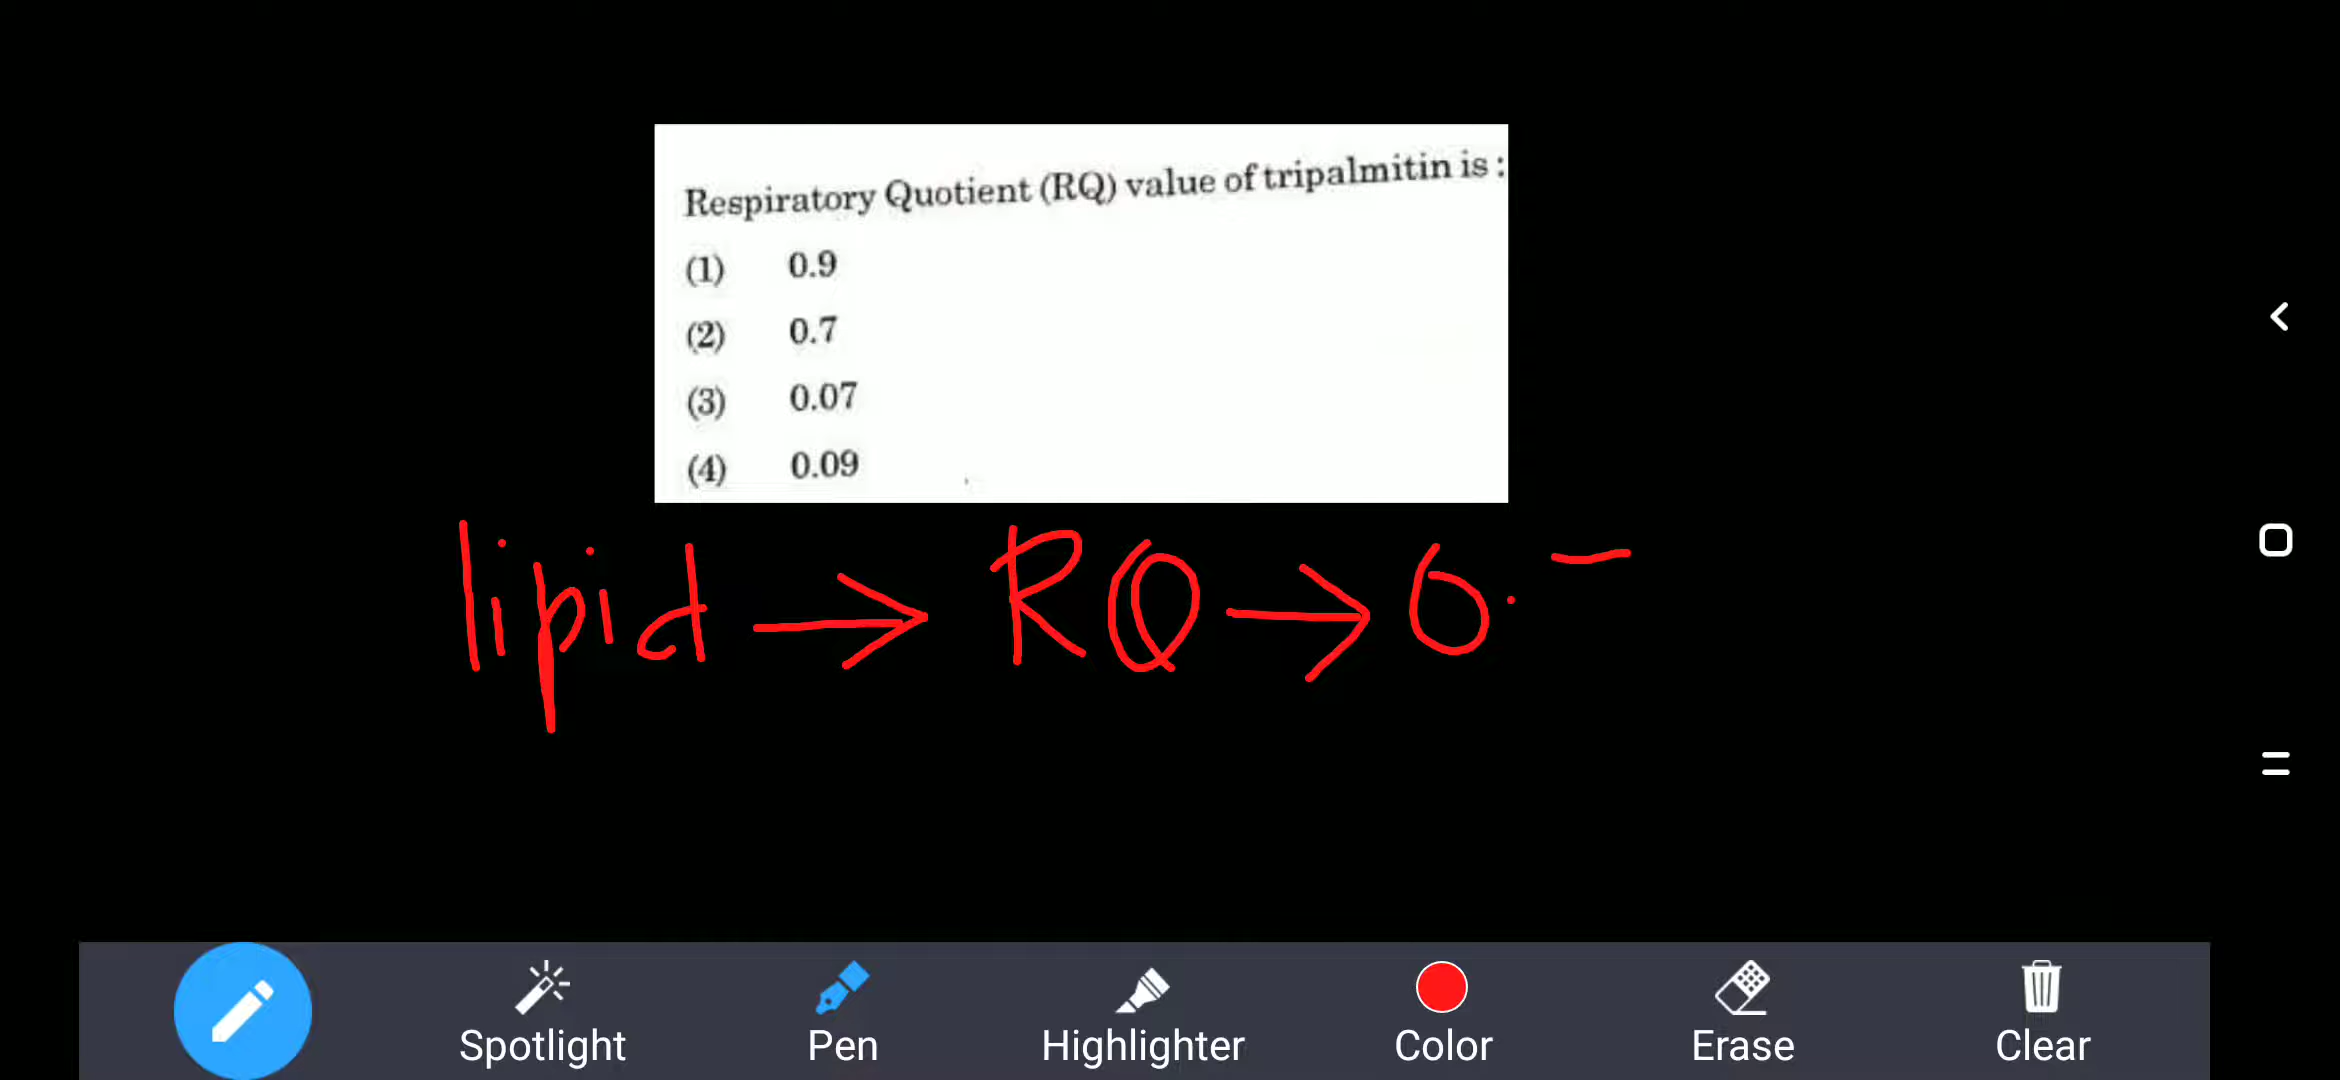 Respiratory Quotient (RQ) value of tripalmitin is :
(1) 0.9
(2) 0.7
(3) 0.07
(4) 0.09
lipid → RQ → 0.
Spotlight
Pen
Highlighter
Color
Erase
Clear